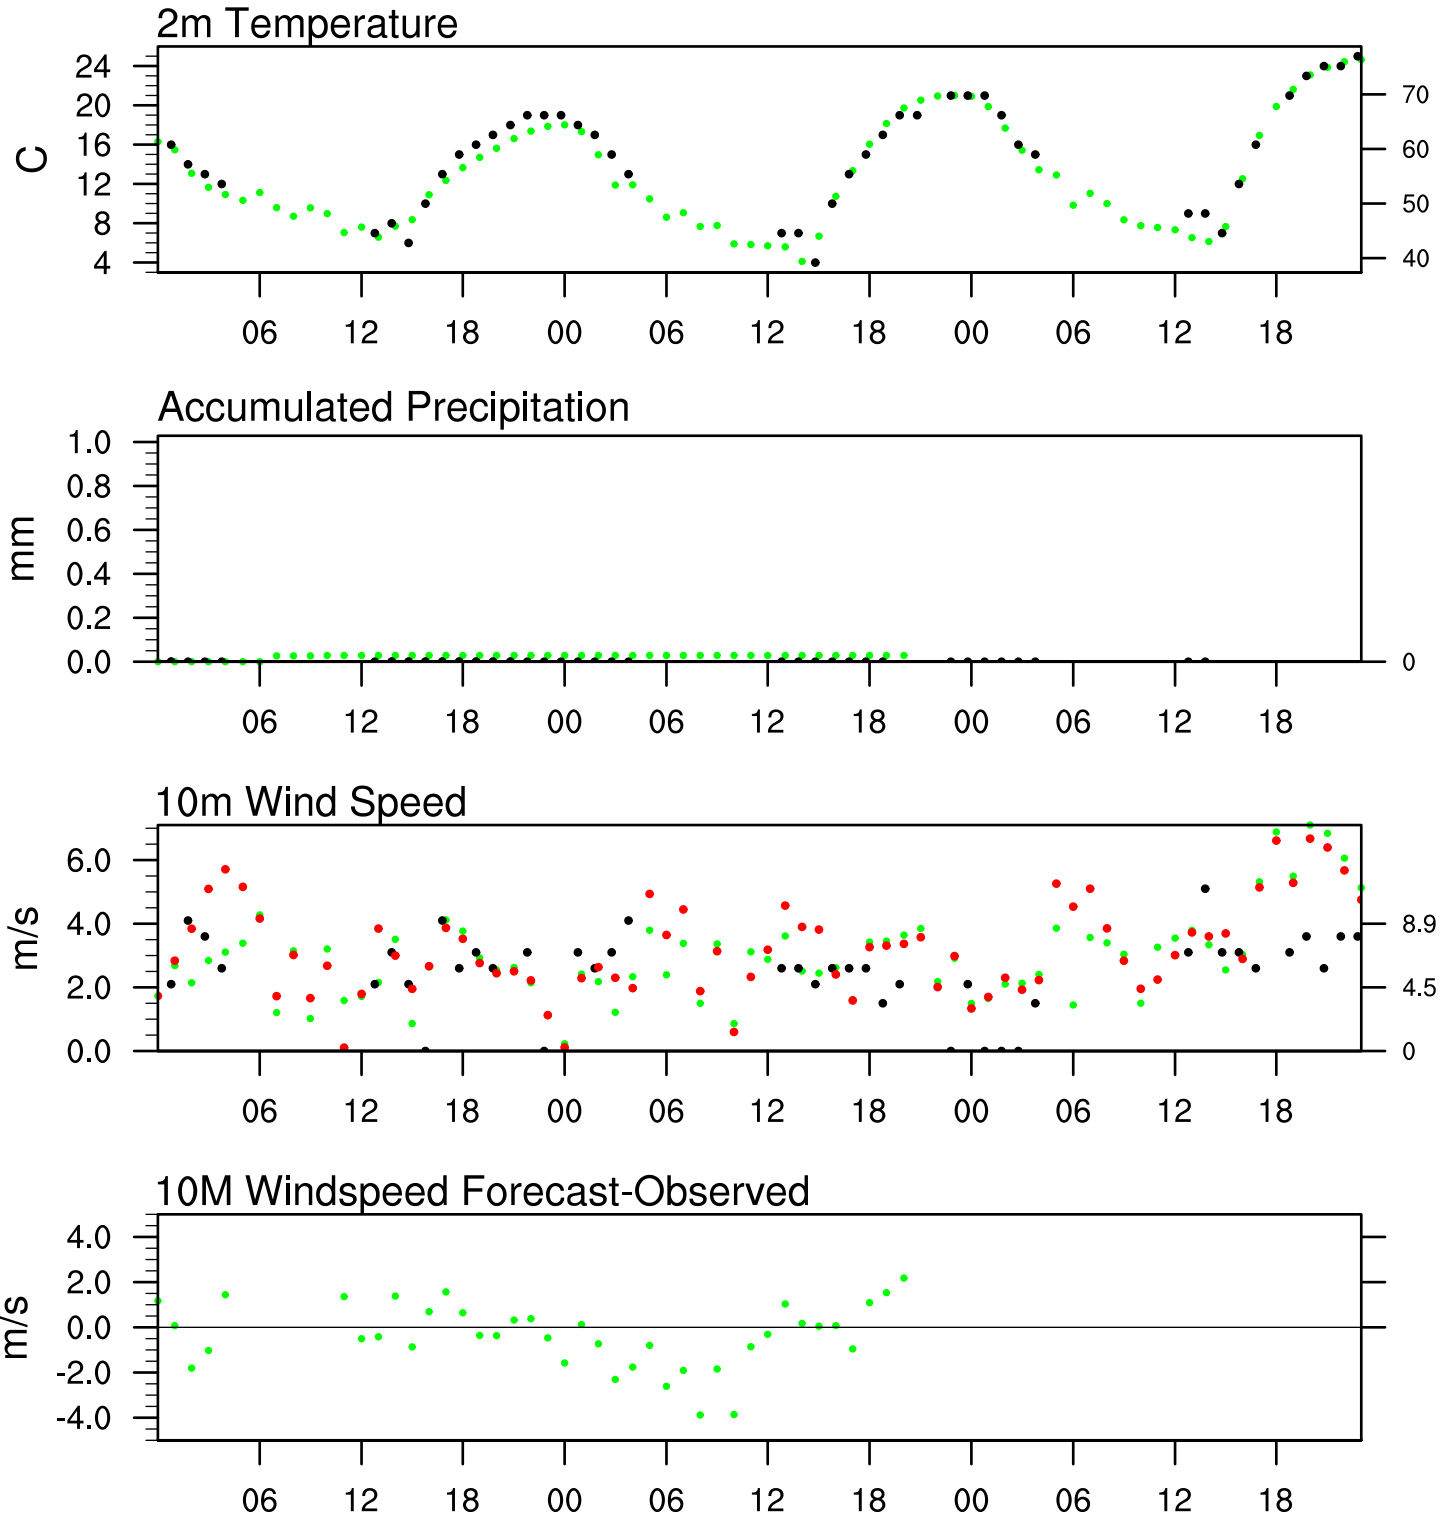 2m Temperature
24
20
16
12
8
4
C
70
60
50
40
06 12 18 00 06 12 18 00 06 12 18
Accumulated Precipitation
1.0
0.8
0.6
0.4
0.2
0.0
mm
0
06 12 18 00 06 12 18 00 06 12 18
10m Wind Speed
6.0
4.0
2.0
0.0
m/s
8.9
4.5
0
06 12 18 00 06 12 18 00 06 12 18
10M Windspeed Forecast-Observed
4.0
2.0
0.0
-2.0
-4.0
m/s
06 12 18 00 06 12 18 00 06 12 18